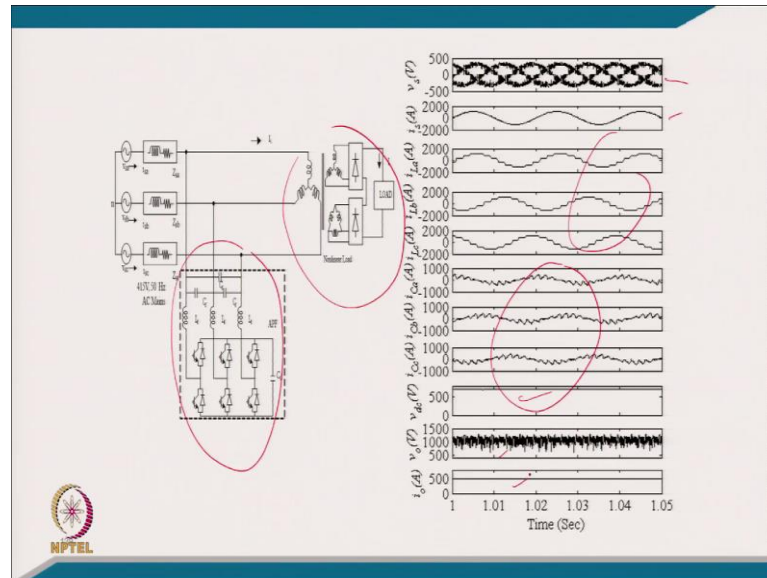 I
LOAD
Nonlinear Load
415V,50 Hz
AC Mains
APF
500
0
-500
v_s(V)
2000
0
-2000
i_s(A)
2000
0
-2000
i_La(A)
2000
0
-2000
i_Lb(A)
2000
0
-2000
i_Lc(A)
1000
0
-1000
i_Ca(A)
1000
0
-1000
i_Cb(A)
1000
0
-1000
i_Cc(A)
500
0
v_dc(V)
1500
1000
500
v_o(V)
500
0
i_o(A)
1 1.01 1.02 1.03 1.04 1.05
Time (Sec)
NPTEL